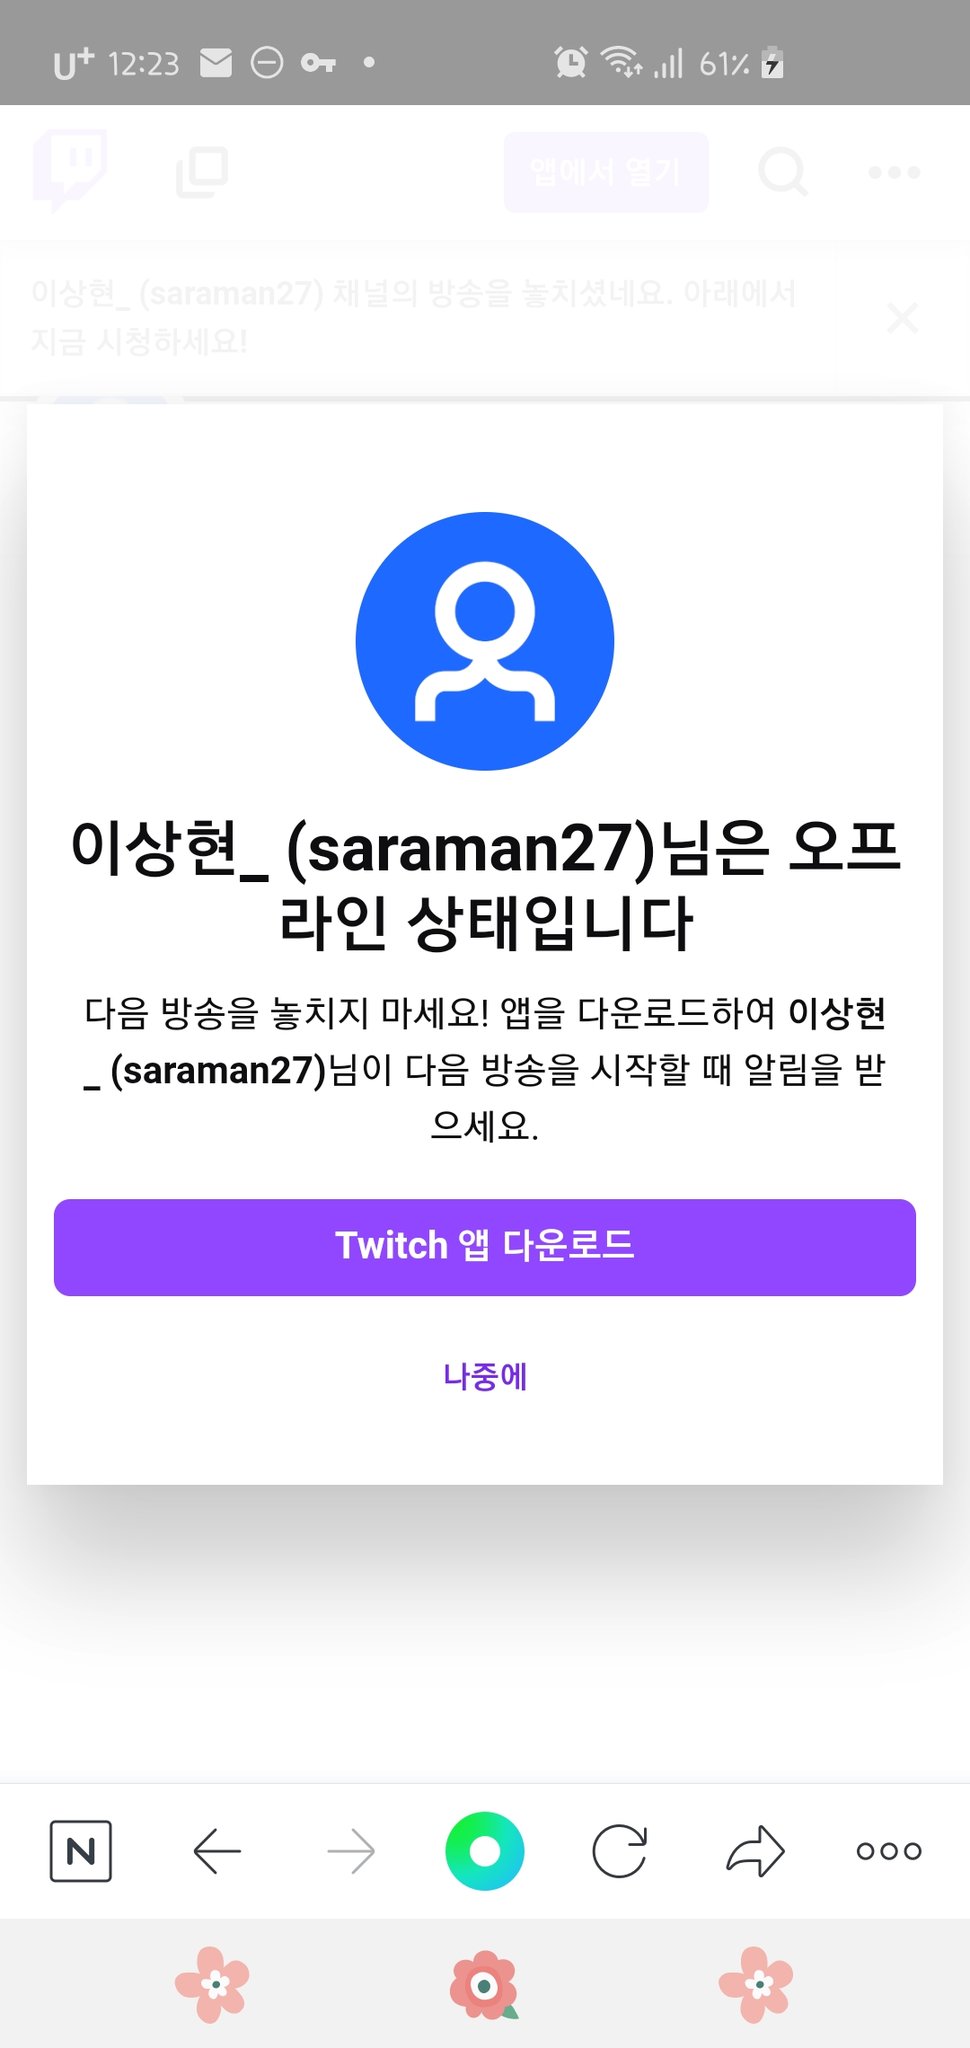 U+ 12:23 61%
앱에서 열기
이상현_ (saraman27) 채널의 방송을 놓치셨네요. 아래에서
지금 시청하세요!
이상현_ (saraman27)님은 오프
라인 상태입니다
다음 방송을 놓치지 마세요! 앱을 다운로드하여 이상현
_ (saraman27)님이 다음 방송을 시작할 때 알림을 받
으세요.
Twitch 앱 다운로드
나중에
N